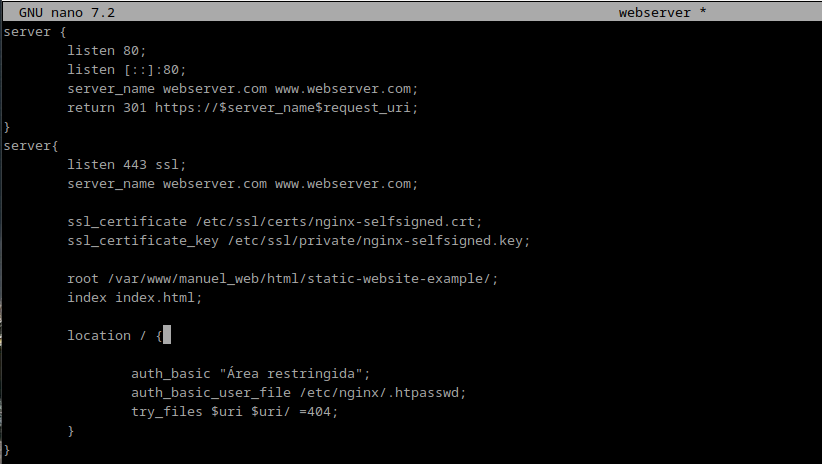 GNU nano 7.2 webserver *
server {
listen 80;
listen [::]:80;
server_name webserver.com www.webserver.com;
return 301 https://$server_name$request_uri;
}
server{
listen 443 ssl;
server_name webserver.com www.webserver.com;
ssl_certificate /etc/ssl/certs/nginx-selfsigned.crt;
ssl_certificate_key /etc/ssl/private/nginx-selfsigned.key;
root /var/www/manuel_web/html/static-website-example/;
index index.html;
location / {
auth_basic "Área restringida";
auth_basic_user_file /etc/nginx/.htpasswd;
try_files $uri $uri/ =404;
}
}